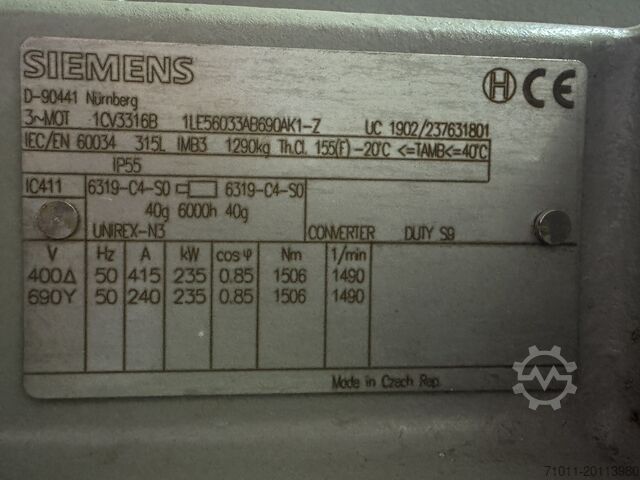 SIEMENS
H CE
D-90441 Nürnberg
3~MOT 1CV3316B 1LE56033AB690AK1-Z UC 1902/237631801
IEC/EN 60034 315L IMB3 1290kg Th.Cl. 155(F) -20°C <=TAMB<=40°C
IP55
IC411 6319-C4-S0 6319-C4-S0
40g 6000h 40g
UNIREX-N3 CONVERTER DUTY S9
V Hz A kW cos φ Nm 1/min
400Δ 50 415 235 0.85 1506 1490
690Y 50 240 235 0.85 1506 1490
Made in Czech Rep.
71011-20113980